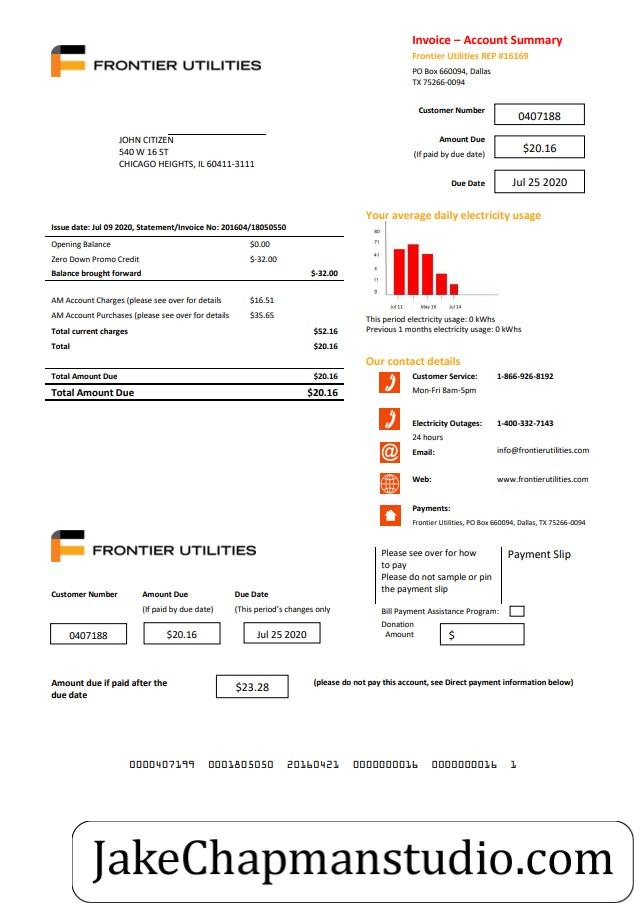 FRONTIER UTILITIES
Invoice – Account Summary
Frontier Utilities REP #16169
PO Box 660094, Dallas
TX 75266-0094
Customer Number
0407188
Amount Due
(If paid by due date)
$20.16
Due Date
Jul 25 2020
JOHN CITIZEN
540 W 16 ST
CHICAGO HEIGHTS, IL 60411-3111
Issue date: Jul 09 2020, Statement/Invoice No: 201604/18050550
Opening Balance $0.00
Zero Down Promo Credit $-32.00
Balance brought forward $-32.00
AM Account Charges (please see over for details $16.51
AM Account Purchases (please see over for details $35.65
Total current charges $52.16
Total $20.16
Total Amount Due $20.16
Total Amount Due $20.16
Your average daily electricity usage
80
71
41
K
11
0
Jul 11 May 18 Jul 14
This period electricity usage: 0 kWhs
Previous 1 months electricity usage: 0 kWhs
Our contact details
Customer Service: 1-866-926-8192
Mon-Fri 8am-5pm
Electricity Outages: 1-400-332-7143
24 hours
Email: info@frontierutilities.com
Web: www.frontierutilities.com
Payments:
Frontier Utilities, PO Box 660094, Dallas, TX 75266-0094
FRONTIER UTILITIES
Please see over for how
to pay
Please do not sample or pin
the payment slip
Payment Slip
Bill Payment Assistance Program:
Donation
Amount
$
Customer Number
0407188
Amount Due
(If paid by due date)
$20.16
Due Date
(This period's changes only
Jul 25 2020
Amount due if paid after the
due date
$23.28
(please do not pay this account, see Direct payment information below)
0000407199 0001805050 20160421 0000000016 0000000016 1
JakeChapmanstudio.com